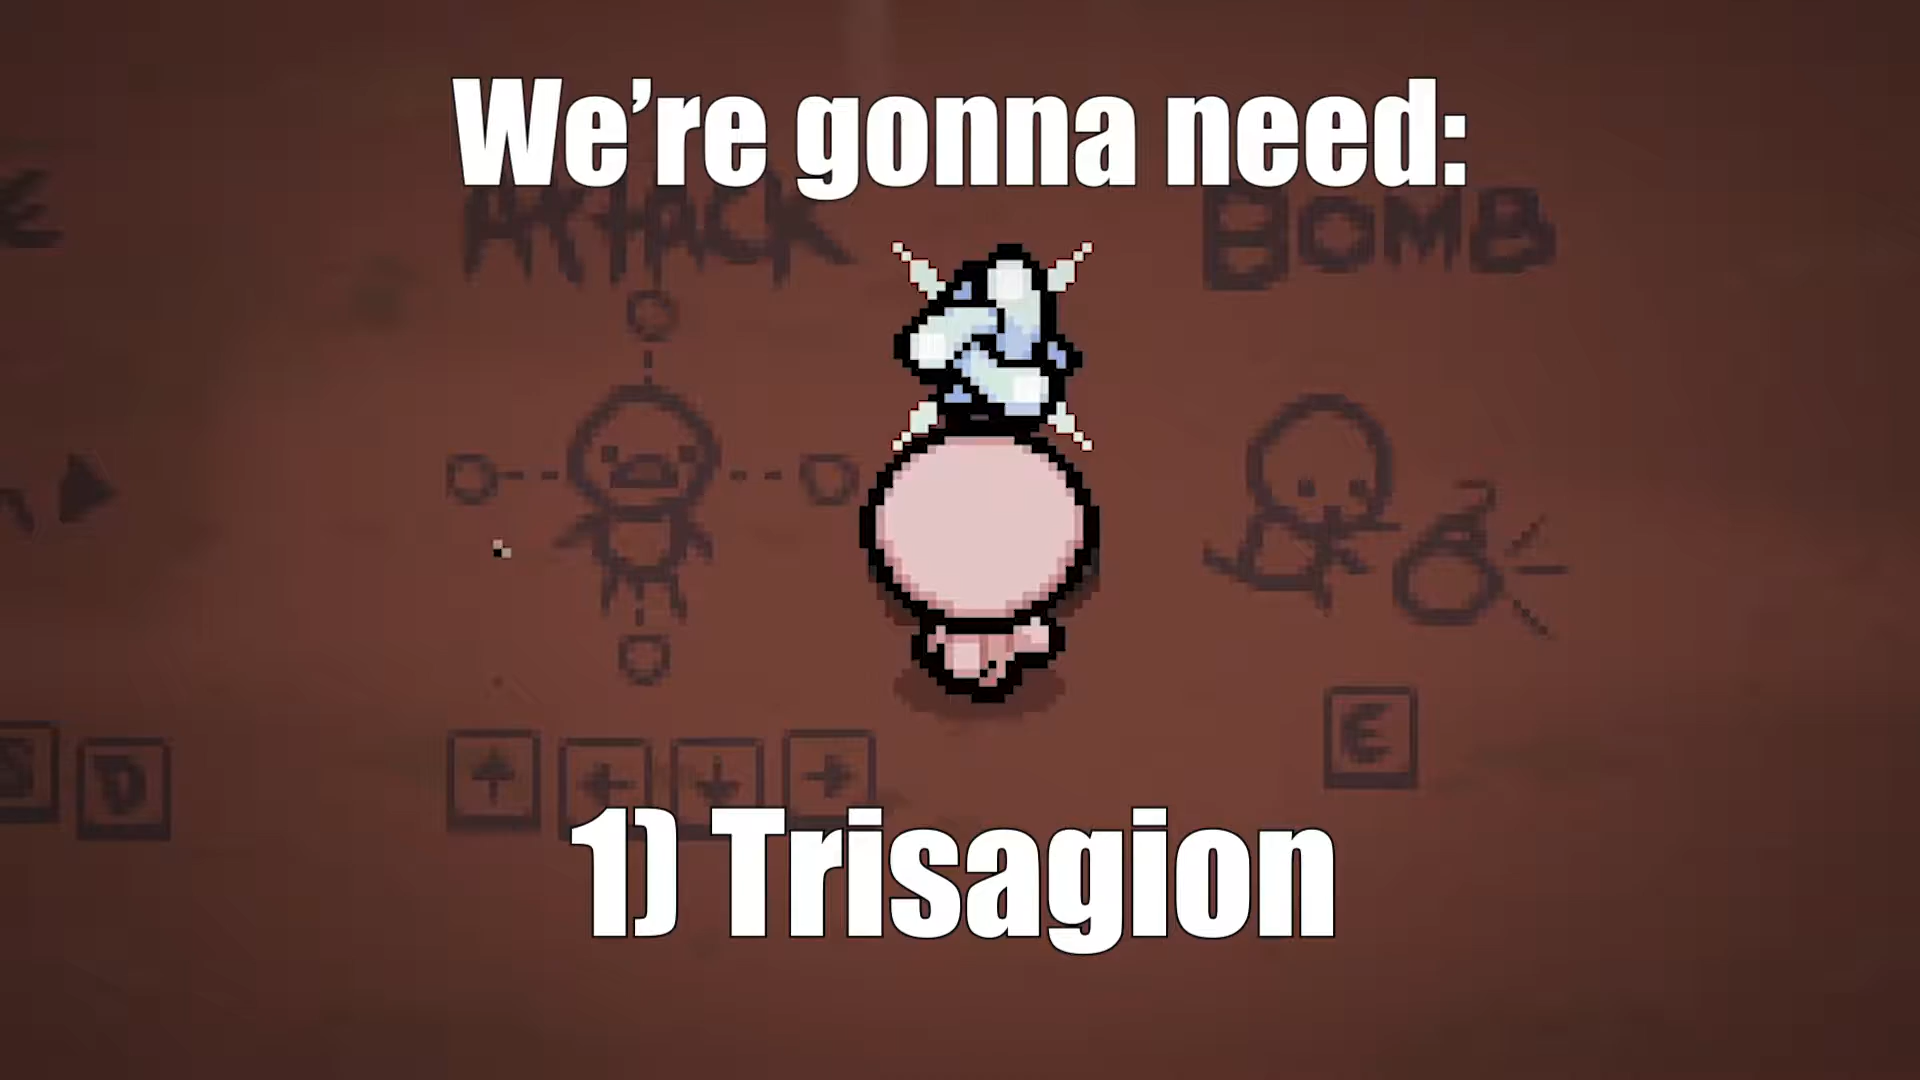 We’re gonna need:
ATTACK
BOMB
E
S D
1) Trisagion